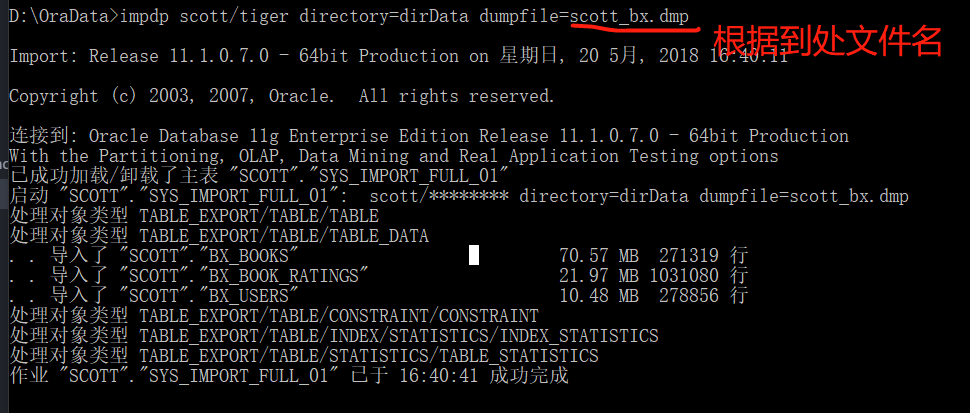 D:\OraData>impdp scott/tiger directory=dirData dumpfile=scott_bx.dmp
根据到处文件名
Import: Release 11.1.0.7.0 - 64bit Production on 星期日, 20 5月, 2018 16:40:11
Copyright (c) 2003, 2007, Oracle.  All rights reserved.
连接到: Oracle Database 11g Enterprise Edition Release 11.1.0.7.0 - 64bit Production
With the Partitioning, OLAP, Data Mining and Real Application Testing options
已成功加载/卸载了主表 "SCOTT"."SYS_IMPORT_FULL_01"
启动 "SCOTT"."SYS_IMPORT_FULL_01":  scott/******** directory=dirData dumpfile=scott_bx.dmp
处理对象类型 TABLE_EXPORT/TABLE/TABLE
处理对象类型 TABLE_EXPORT/TABLE/TABLE_DATA
. . 导入了 "SCOTT"."BX_BOOKS" 70.57 MB  271319 行
. . 导入了 "SCOTT"."BX_BOOK_RATINGS" 21.97 MB 1031080 行
. . 导入了 "SCOTT"."BX_USERS" 10.48 MB  278856 行
处理对象类型 TABLE_EXPORT/TABLE/CONSTRAINT/CONSTRAINT
处理对象类型 TABLE_EXPORT/TABLE/INDEX/STATISTICS/INDEX_STATISTICS
处理对象类型 TABLE_EXPORT/TABLE/STATISTICS/TABLE_STATISTICS
作业 "SCOTT"."SYS_IMPORT_FULL_01" 已于 16:40:41 成功完成